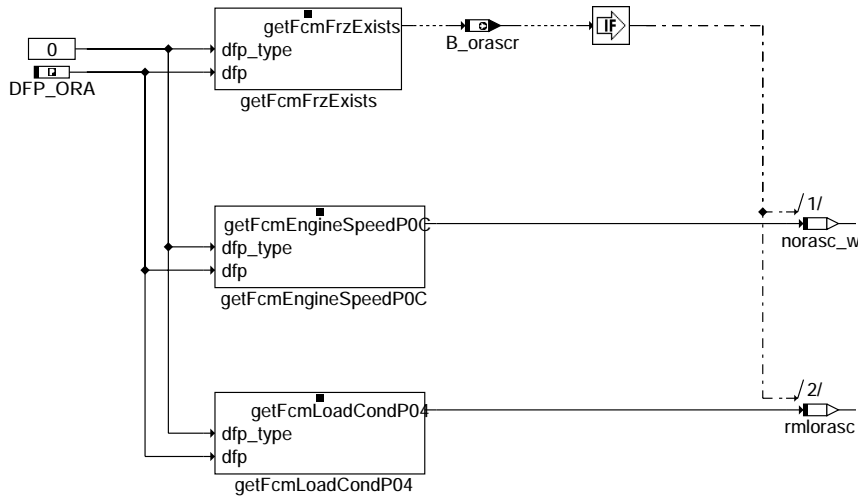 getFcmFrzExists
0
dfp_type
DFP_ORA
dfp
getFcmFrzExists
B_orascr
IF
getFcmEngineSpeedP0C
dfp_type
dfp
getFcmEngineSpeedP0C
/1/
norasc_w
getFcmLoadCondP04
dfp_type
dfp
getFcmLoadCondP04
/2/
rmlorasc